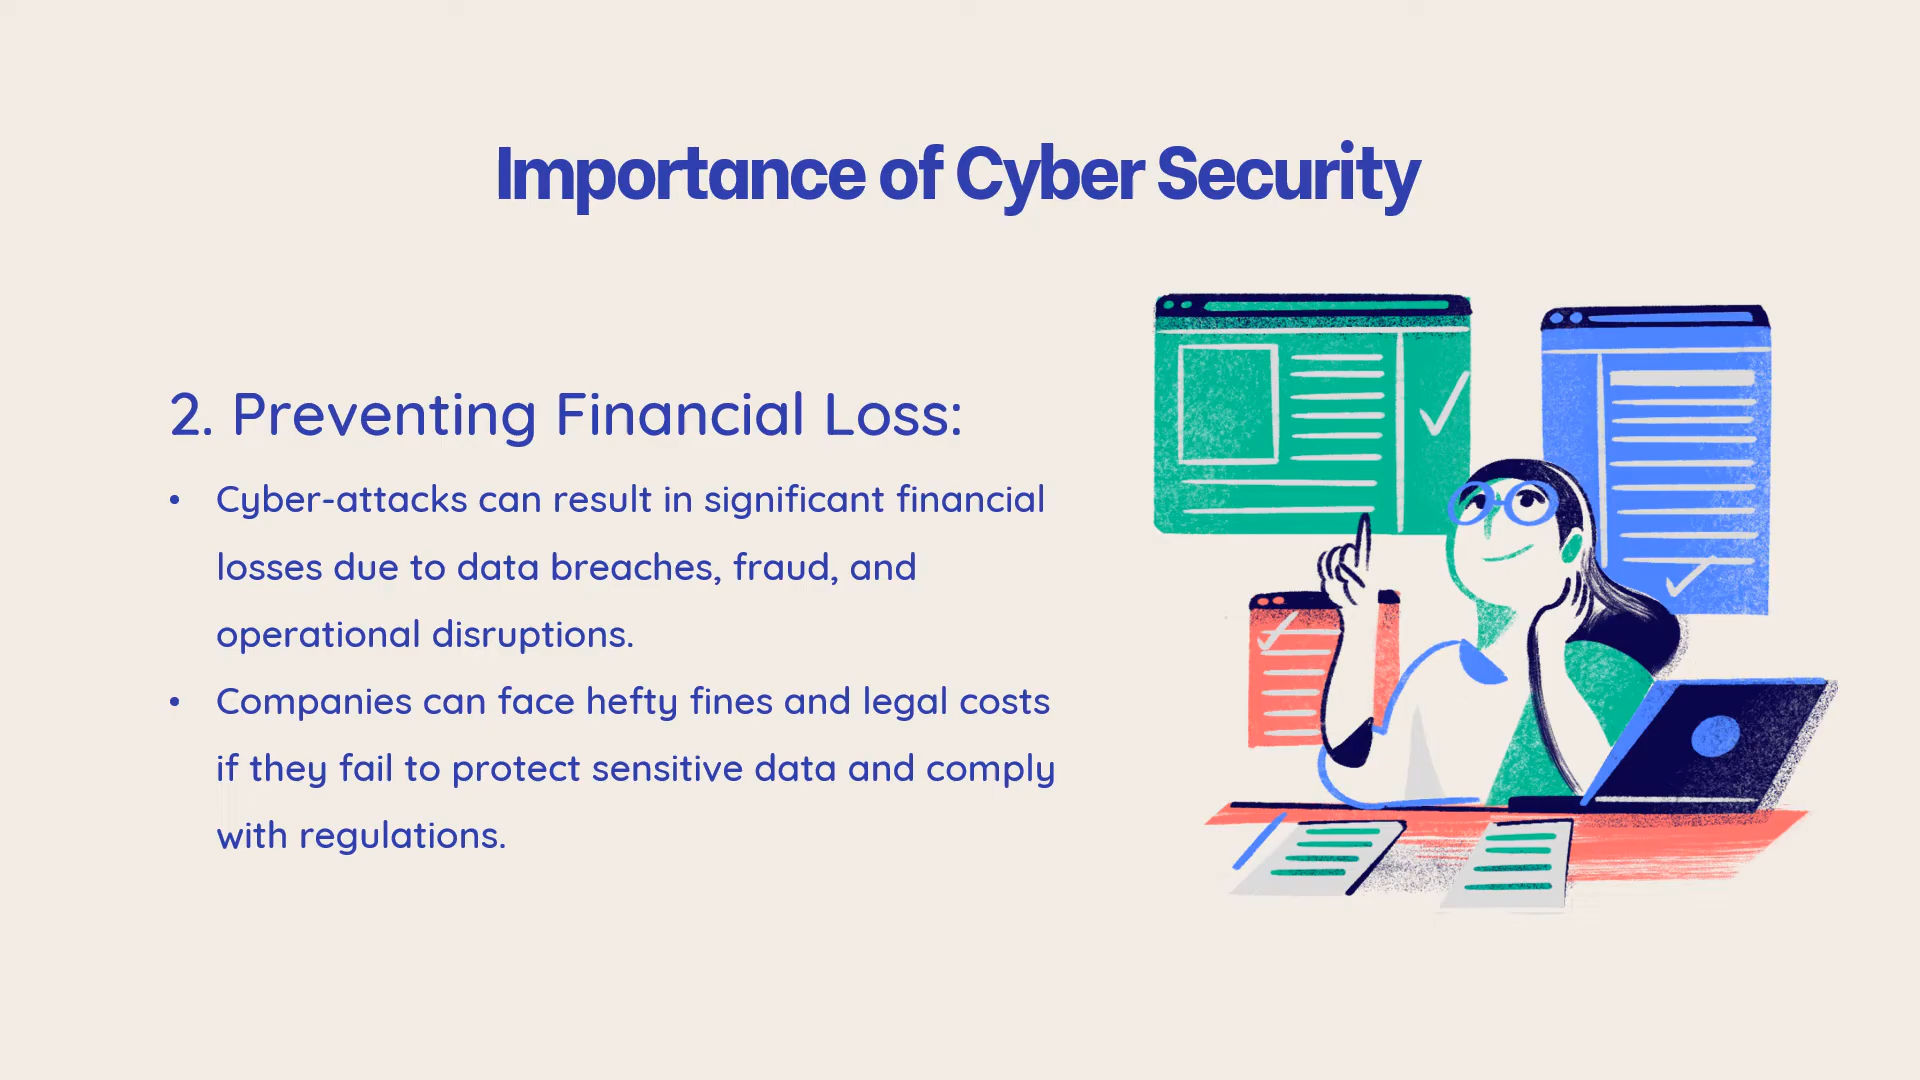 Importance of Cyber Security
2. Preventing Financial Loss:
• Cyber-attacks can result in significant financial
losses due to data breaches, fraud, and
operational disruptions.
• Companies can face hefty fines and legal costs
if they fail to protect sensitive data and comply
with regulations.